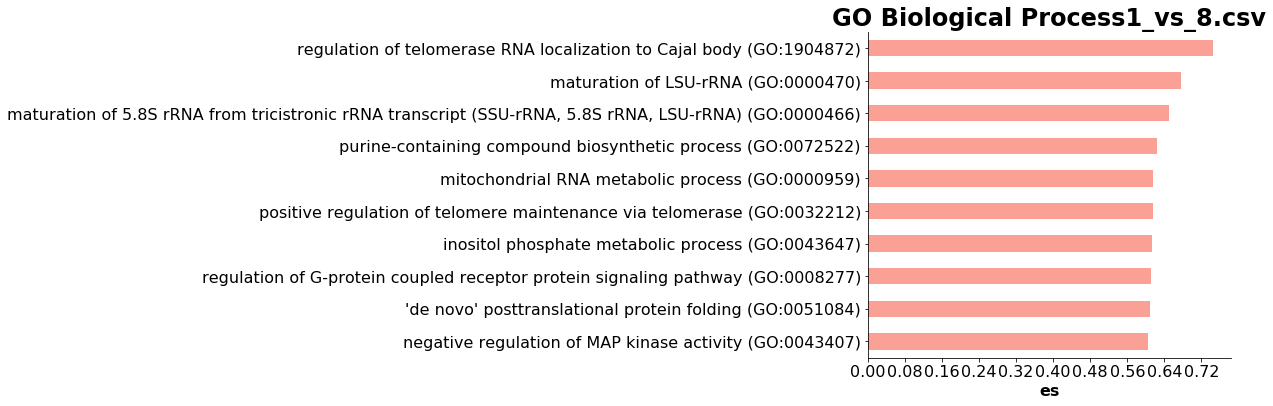 GO Biological Process1_vs_8.csv
regulation of telomerase RNA localization to Cajal body (GO:1904872)
maturation of LSU-rRNA (GO:0000470)
maturation of 5.8S rRNA from tricistronic rRNA transcript (SSU-rRNA, 5.8S rRNA, LSU-rRNA) (GO:0000466)
purine-containing compound biosynthetic process (GO:0072522)
mitochondrial RNA metabolic process (GO:0000959)
positive regulation of telomere maintenance via telomerase (GO:0032212)
inositol phosphate metabolic process (GO:0043647)
regulation of G-protein coupled receptor protein signaling pathway (GO:0008277)
'de novo' posttranslational protein folding (GO:0051084)
negative regulation of MAP kinase activity (GO:0043407)
0.00 0.08 0.16 0.24 0.32 0.40 0.48 0.56 0.64 0.72
es